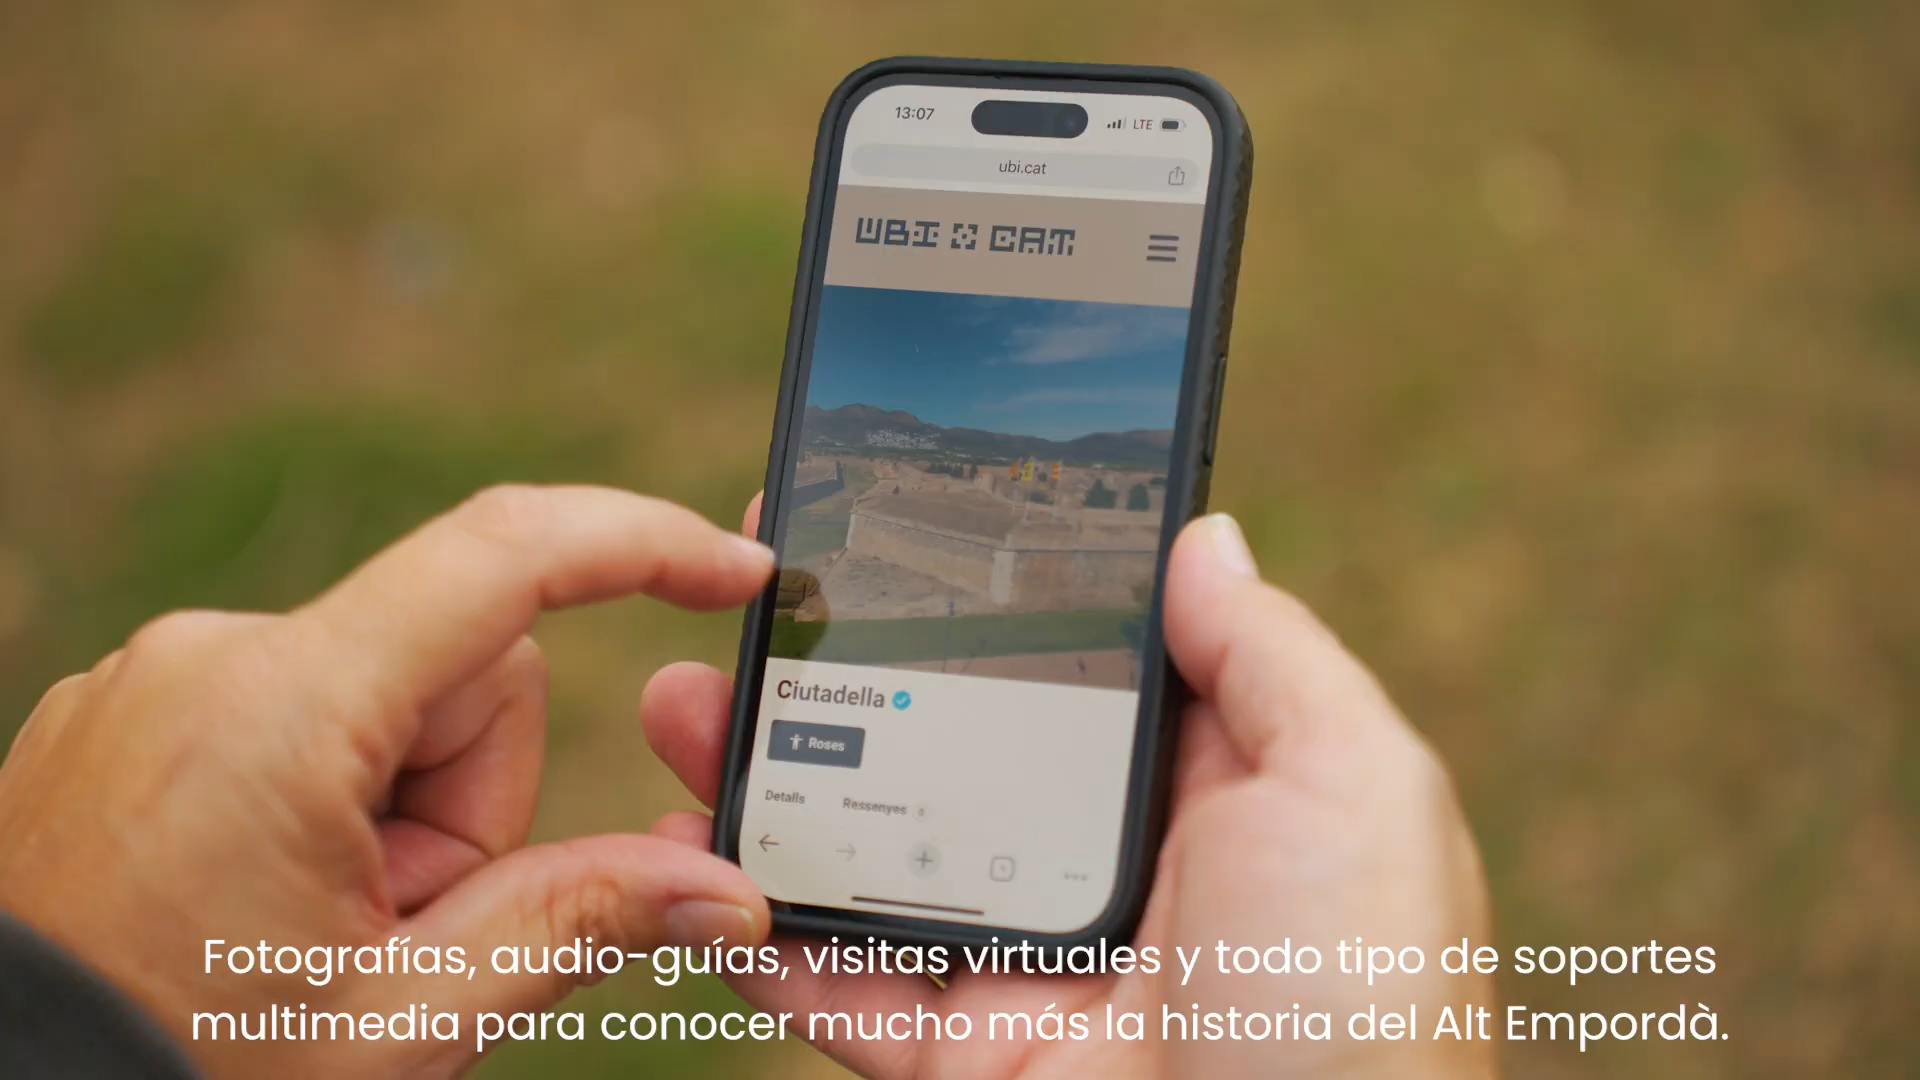 13:07
LTE
ubi.cat
UBI CAT
Ciutadella
Roses
Detalls
Ressenyes 0
Fotografías, audio-guías, visitas virtuales y todo tipo de soportes
multimedia para conocer mucho más la historia del Alt Empordà.